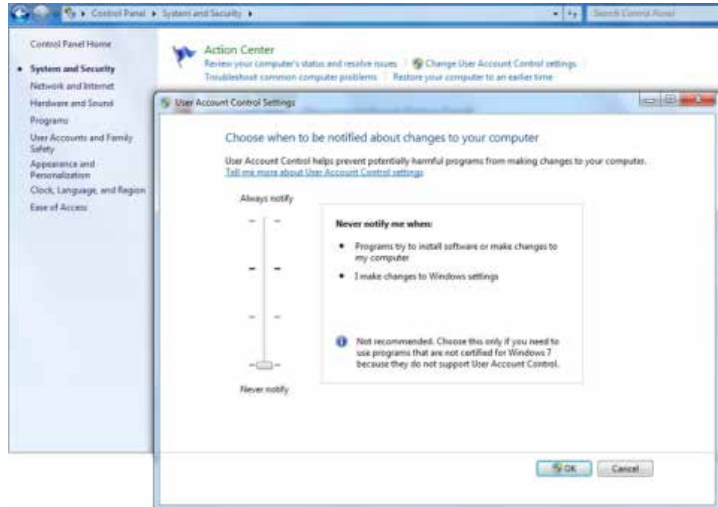 Control Panel ▸ System and Security ▸
Search Control Panel
Control Panel Home
System and Security
Network and Internet
Hardware and Sound
Programs
User Accounts and Family
Safety
Appearance and
Personalization
Clock, Language, and Region
Ease of Access
Action Center
Review your computer's status and resolve issues
Change User Account Control settings
Troubleshoot common computer problems
Restore your computer to an earlier time
User Account Control Settings
Choose when to be notified about changes to your computer
User Account Control helps prevent potentially harmful programs from making changes to your computer.
Tell me more about User Account Control settings
Always notify
Never notify me when:
• Programs try to install software or make changes to
my computer
• I make changes to Windows settings
Not recommended. Choose this only if you need to
use programs that are not certified for Windows 7
because they do not support User Account Control.
Never notify
OK
Cancel